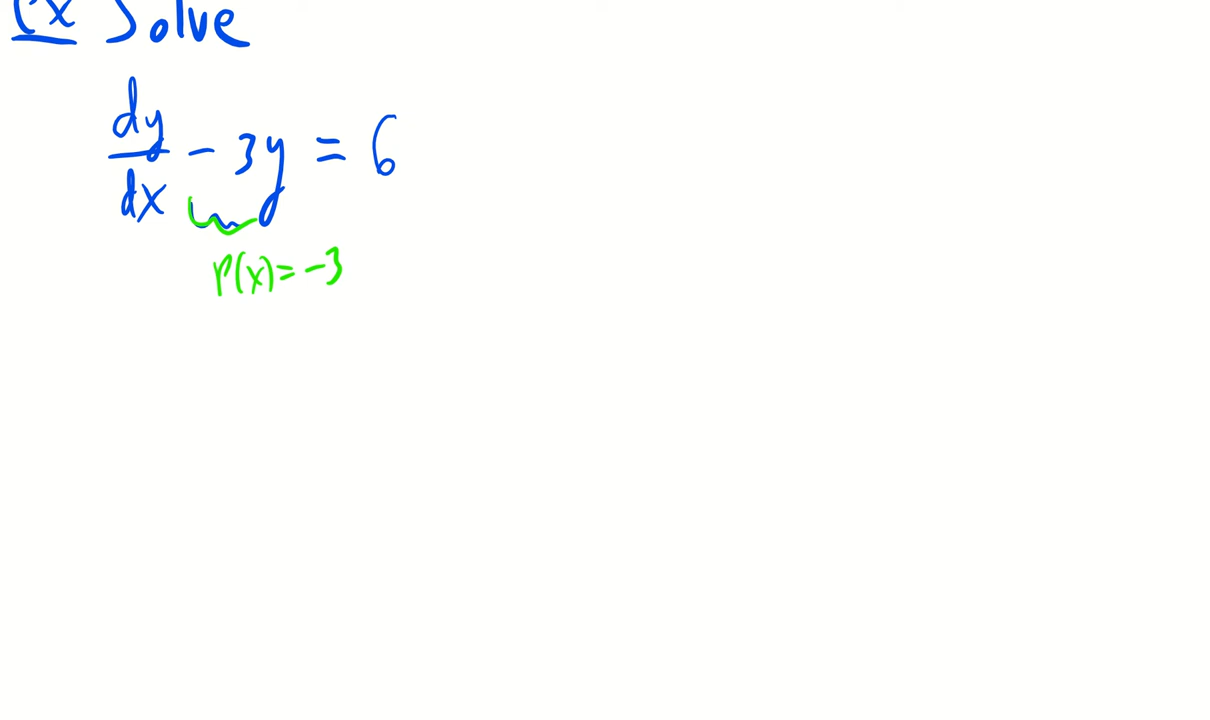 Ex Solve
dy/dx - 3y = 6
P(x) = -3